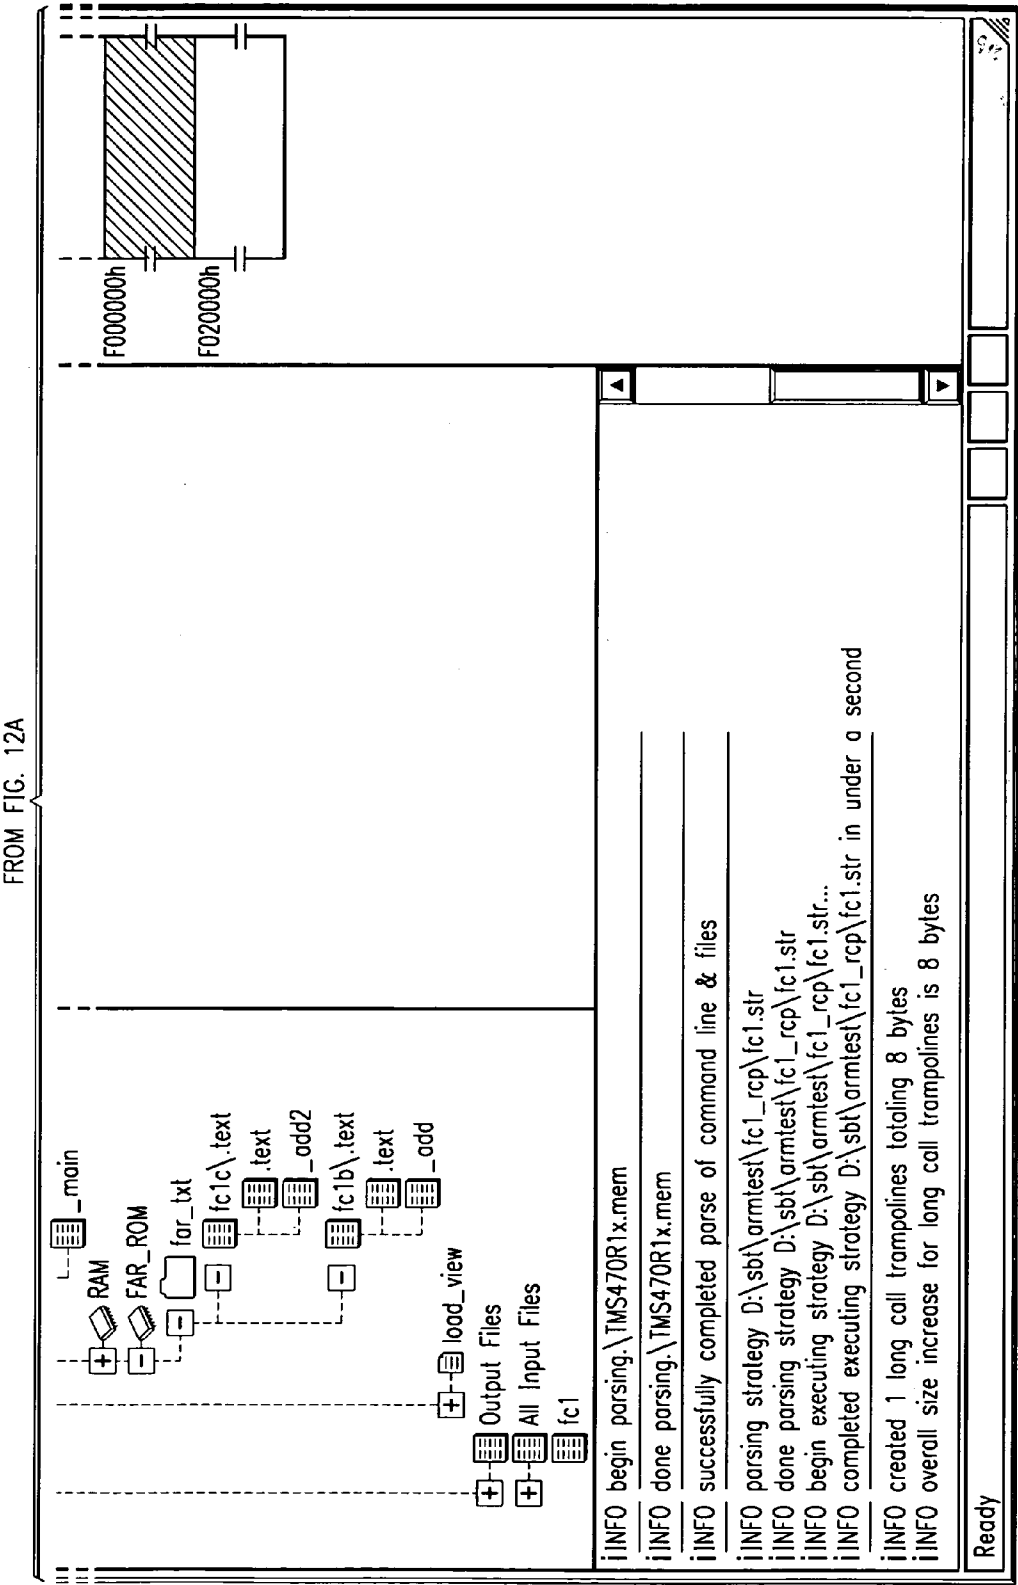 FROM FIG. 12A
_main
RAM
FAR_ROM
far_txt
fc1c\.text
.text
_add2
fc1b\.text
.text
_add
load_view
Output Files
All Input Files
fc1
F000000h
F020000h
i INFO begin parsing.\TMS470R1x.mem
i INFO done parsing.\TMS470R1x.mem
i INFO successfully completed parse of command line & files
i INFO parsing strategy D:\sbt\armtest\fc1_rcp\fc1.str
i INFO done parsing strategy D:\sbt\armtest\fc1_rcp\fc1.str
i INFO begin executing strategy D:\sbt\armtest\fc1_rcp\fc1.str...
i INFO completed executing strategy D:\sbt\armtest\fc1_rcp\fc1.str in under a second
i INFO created 1 long call trampolines totaling 8 bytes
i INFO overall size increase for long call trampolines is 8 bytes
Ready